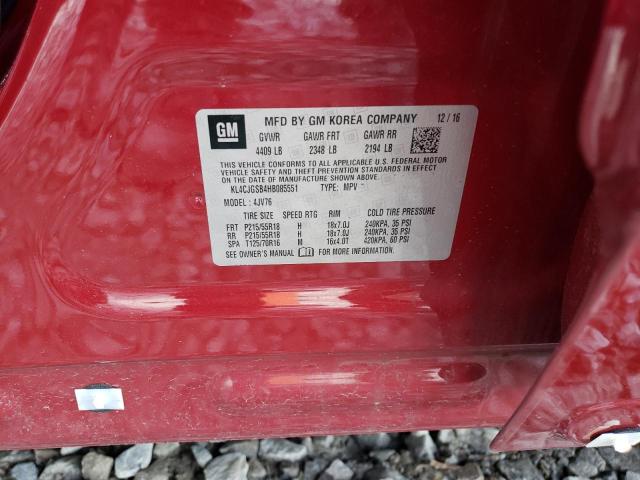 GM
MFD BY GM KOREA COMPANY 12 / 16
GVWR GAWR FRT GAWR RR
4409 LB 2348 LB 2194 LB
THIS VEHICLE CONFORMS TO ALL APPLICABLE U.S. FEDERAL MOTOR
VEHICLE SAFETY, BUMPER, AND THEFT PREVENTION STANDARDS IN EFFECT
ON THE DATE OF MANUFACTURE SHOWN ABOVE.
KL4CJGSB4HB085551 TYPE: MPV
MODEL : 4JV76
TIRE SIZE SPEED RTG RIM COLD TIRE PRESSURE
FRT P215/55R18 H 18x7.0J 240KPA, 35 PSI
RR P215/55R18 H 18x7.0J 240KPA, 35 PSI
SPA T125/70R16 M 16x4.0T 420KPA, 60 PSI
SEE OWNER'S MANUAL FOR MORE INFORMATION.